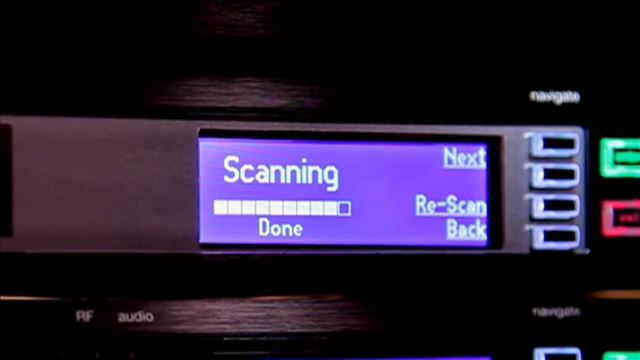 navigate
Next
Scanning
Re-Scan
Done
Back
RF audio
navigate